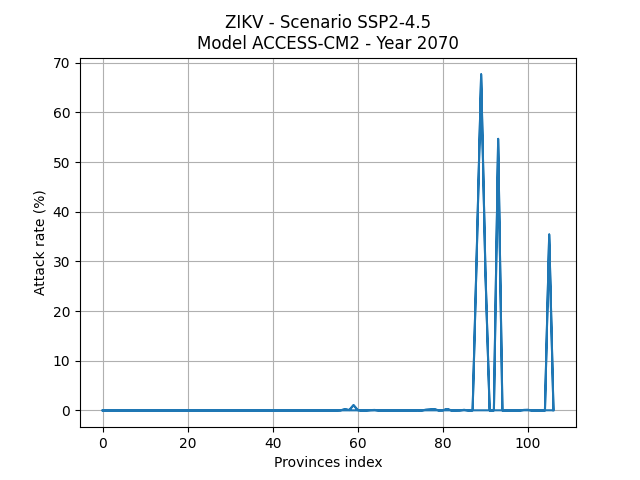 ZIKV - Scenario SSP2-4.5
Model ACCESS-CM2 - Year 2070
70
60
50
40
30
20
10
0
Attack rate (%)
0 20 40 60 80 100
Provinces index